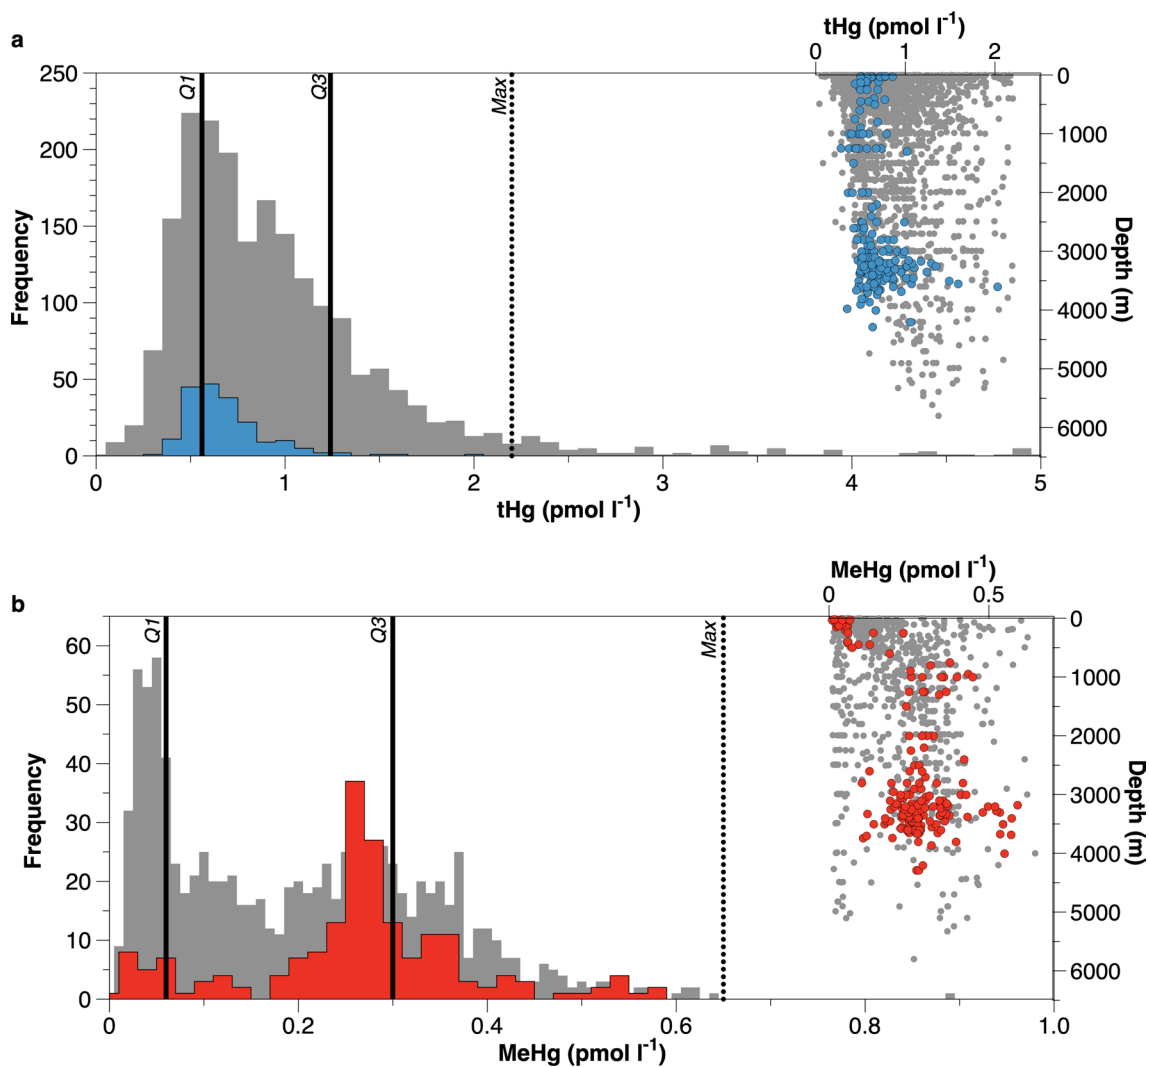 a
tHg (pmol l-1)
0 1 2
250
200
150
100
50
0
Frequency
Q1
Q3
Max
0
1000
2000
3000
4000
5000
6000
Depth (m)
0 1 2 3 4 5
tHg (pmol l-1)
b
MeHg (pmol l-1)
0 0.5
60
50
40
30
20
10
0
Frequency
Q1
Q3
Max
0
1000
2000
3000
4000
5000
6000
Depth (m)
0 0.2 0.4 0.6 0.8 1.0
MeHg (pmol l-1)